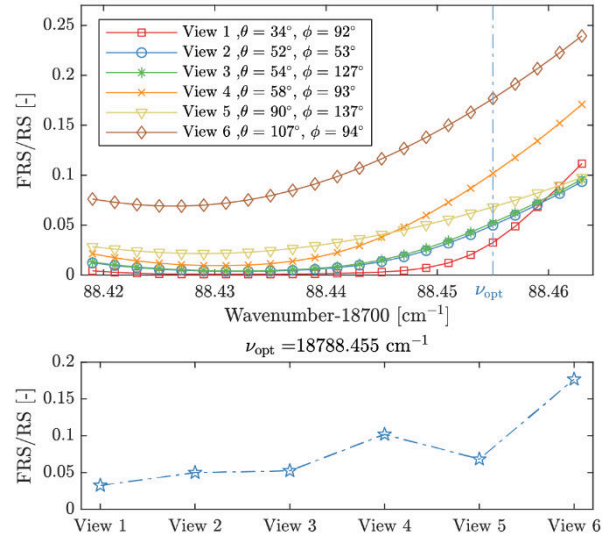 0.25
0.2
0.15
0.1
0.05
0
FRS/RS [-]
View 1 ,θ = 34°, ϕ = 92°
View 2 ,θ = 52°, ϕ = 53°
View 3 ,θ = 54°, ϕ = 127°
View 4 ,θ = 58°, ϕ = 93°
View 5 ,θ = 90°, ϕ = 137°
View 6 ,θ = 107°, ϕ = 94°
88.42 88.43 88.44 88.45 νopt 88.46
Wavenumber-18700 [cm⁻¹]
νopt =18788.455 cm⁻¹
0.2
0.15
0.1
0.05
0
FRS/RS [-]
View 1 View 2 View 3 View 4 View 5 View 6